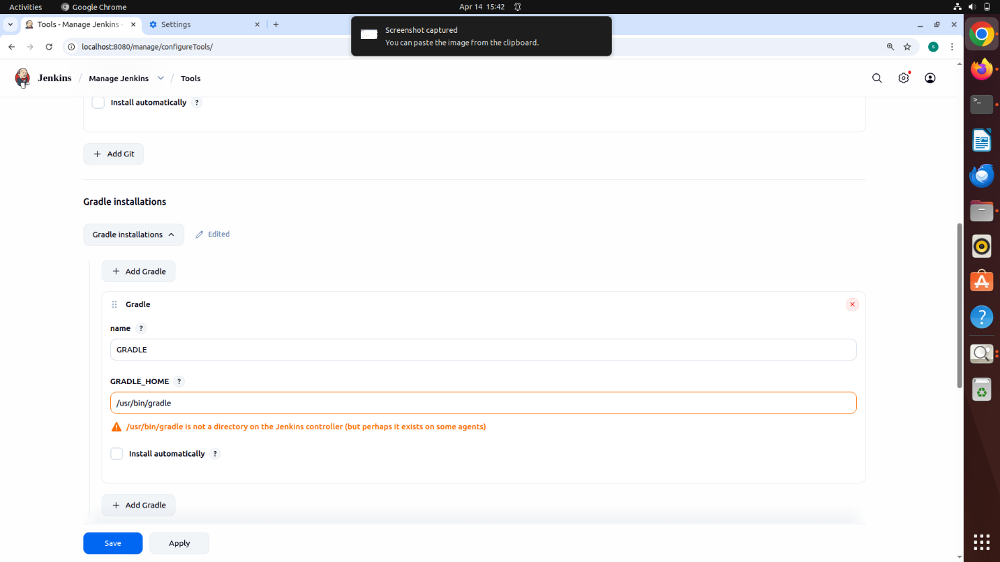 Activities
Google Chrome
Apr 14 15:42
Tools - Manage Jenkins -
Settings
Screenshot captured
You can paste the image from the clipboard.
localhost:8080/manage/configureTools/
S
Jenkins / Manage Jenkins / Tools
Install automatically ?
+ Add Git
Gradle installations
Gradle installations
Edited
+ Add Gradle
Gradle
name ?
GRADLE
GRADLE_HOME ?
/usr/bin/gradle
/usr/bin/gradle is not a directory on the Jenkins controller (but perhaps it exists on some agents)
Install automatically ?
+ Add Gradle
Save
Apply